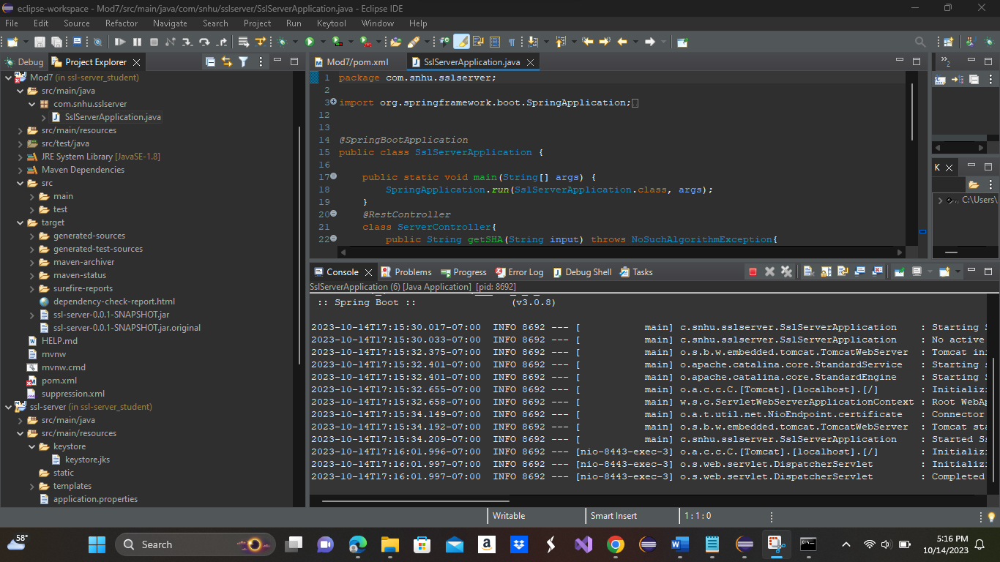 eclipse-workspace - Mod7/src/main/java/com/snhu/sslserver/SslServerApplication.java - Eclipse IDE
File Edit Source Refactor Navigate Search Project Run Keytool Window Help
Debug Project Explorer
Mod7 (in ssl-server_student)
src/main/java
com.snhu.sslserver
SslServerApplication.java
src/main/resources
src/test/java
JRE System Library [JavaSE-1.8]
Maven Dependencies
src
main
test
target
generated-sources
generated-test-sources
maven-archiver
maven-status
surefire-reports
dependency-check-report.html
ssl-server-0.0.1-SNAPSHOT.jar
ssl-server-0.0.1-SNAPSHOT.jar.original
HELP.md
mvnw
mvnw.cmd
pom.xml
suppression.xml
ssl-server (in ssl-server_student)
src/main/java
src/main/resources
keystore
keystore.jks
static
templates
application.properties
Mod7/pom.xml SslServerApplication.java
1 package com.snhu.sslserver;
2
3 import org.springframework.boot.SpringApplication;
12
13
14 @SpringBootApplication
15 public class SslServerApplication {
16
17 public static void main(String[] args) {
18 SpringApplication.run(SslServerApplication.class, args);
19 }
20 @RestController
21 class ServerController{
22 public String getSHA(String input) throws NoSuchAlgorithmException{
2
K
C:\Users\
Console Problems Progress Error Log Debug Shell Tasks
SslServerApplication (6) [Java Application] [pid: 8692]
:: Spring Boot :: (v3.0.8)
2023-10-14T17:15:30.017-07:00 INFO 8692 --- [ main] c.snhu.sslserver.SslServerApplication : Starting S
2023-10-14T17:15:30.033-07:00 INFO 8692 --- [ main] c.snhu.sslserver.SslServerApplication : No active
2023-10-14T17:15:32.375-07:00 INFO 8692 --- [ main] o.s.b.w.embedded.tomcat.TomcatWebServer : Tomcat ini
2023-10-14T17:15:32.401-07:00 INFO 8692 --- [ main] o.apache.catalina.core.StandardService : Starting s
2023-10-14T17:15:32.401-07:00 INFO 8692 --- [ main] o.apache.catalina.core.StandardEngine : Starting S
2023-10-14T17:15:32.655-07:00 INFO 8692 --- [ main] o.a.c.c.C.[Tomcat].[localhost].[/] : Initializi
2023-10-14T17:15:32.658-07:00 INFO 8692 --- [ main] w.s.c.ServletWebServerApplicationContext : Root WebAp
2023-10-14T17:15:34.149-07:00 INFO 8692 --- [ main] o.a.t.util.net.NioEndpoint.certificate : Connector
2023-10-14T17:15:34.192-07:00 INFO 8692 --- [ main] o.s.b.w.embedded.tomcat.TomcatWebServer : Tomcat sta
2023-10-14T17:15:34.209-07:00 INFO 8692 --- [ main] c.snhu.sslserver.SslServerApplication : Started Ss
2023-10-14T17:16:01.996-07:00 INFO 8692 --- [nio-8443-exec-3] o.a.c.c.C.[Tomcat].[localhost].[/] : Initializi
2023-10-14T17:16:01.997-07:00 INFO 8692 --- [nio-8443-exec-3] o.s.web.servlet.DispatcherServlet : Initializi
2023-10-14T17:16:01.997-07:00 INFO 8692 --- [nio-8443-exec-3] o.s.web.servlet.DispatcherServlet : Completed
Writable Smart Insert 1 : 1 : 0
58°
Search
5:16 PM
10/14/2023